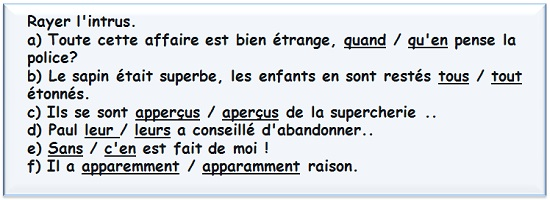 Rayer l'intrus.
a) Toute cette affaire est bien étrange, quand / qu'en pense la
police?
b) Le sapin était superbe, les enfants en sont restés tous / tout
étonnés.
c) Ils se sont apperçus / aperçus de la supercherie ..
d) Paul leur / leurs a conseillé d'abandonner..
e) Sans / c'en est fait de moi !
f) Il a apparemment / apparamment raison.